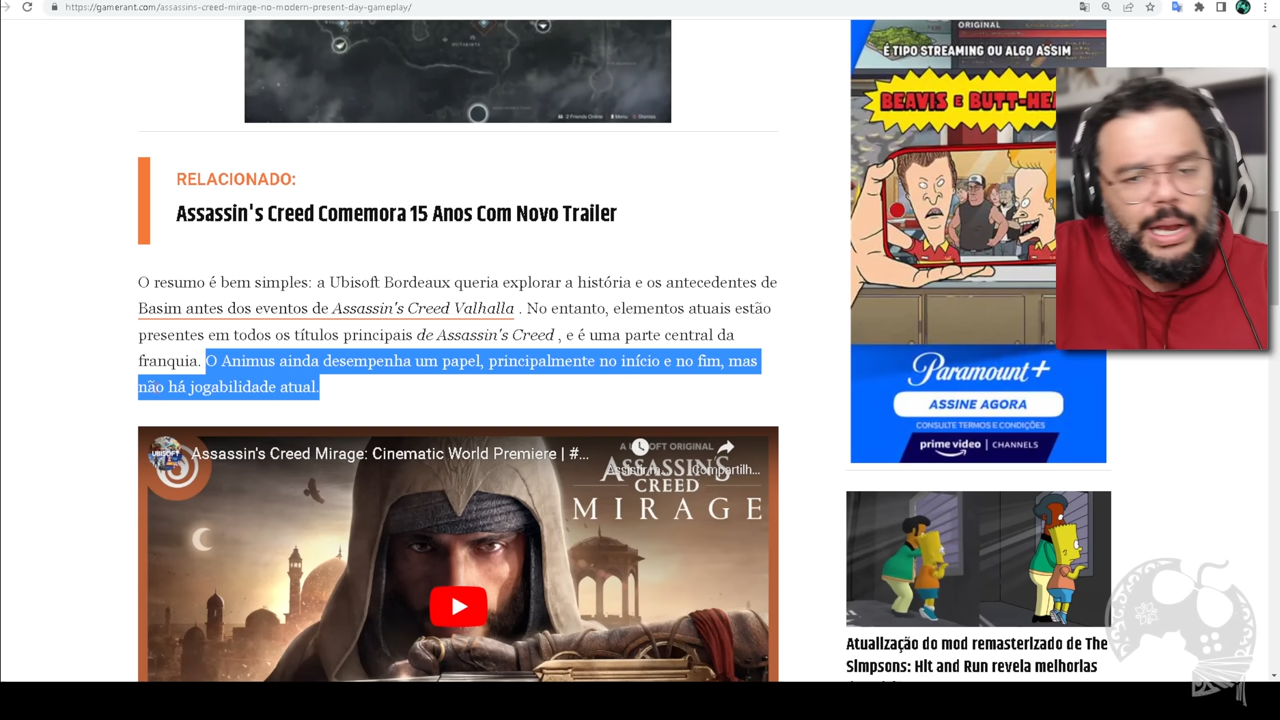 https://gamerant.com/assassins-creed-mirage-no-modern-present-day-gameplay/
ORIGINAL
É TIPO STREAMING OU ALGO ASSIM
BEAVIS E BUTT-HEA
RELACIONADO:
Assassin's Creed Comemora 15 Anos Com Novo Trailer
O resumo é bem simples: a Ubisoft Bordeaux queria explorar a história e os antecedentes de
Basim antes dos eventos de Assassin's Creed Valhalla . No entanto, elementos atuais estão
presentes em todos os títulos principais de Assassin's Creed , e é uma parte central da
franquia. O Animus ainda desempenha um papel, principalmente no início e no fim, mas
não há jogabilidade atual.
Paramount+
ASSINE AGORA
CONSULTE TERMOS E CONDIÇÕES
prime video | CHANNELS
UBISOFT
Assassin's Creed Mirage: Cinematic World Premiere | #...
Compartilh...
ASSASSIN'S
CREED
MIRAGE
Atualização do mod remasterizado de The
Simpsons: Hit and Run revela melhorias